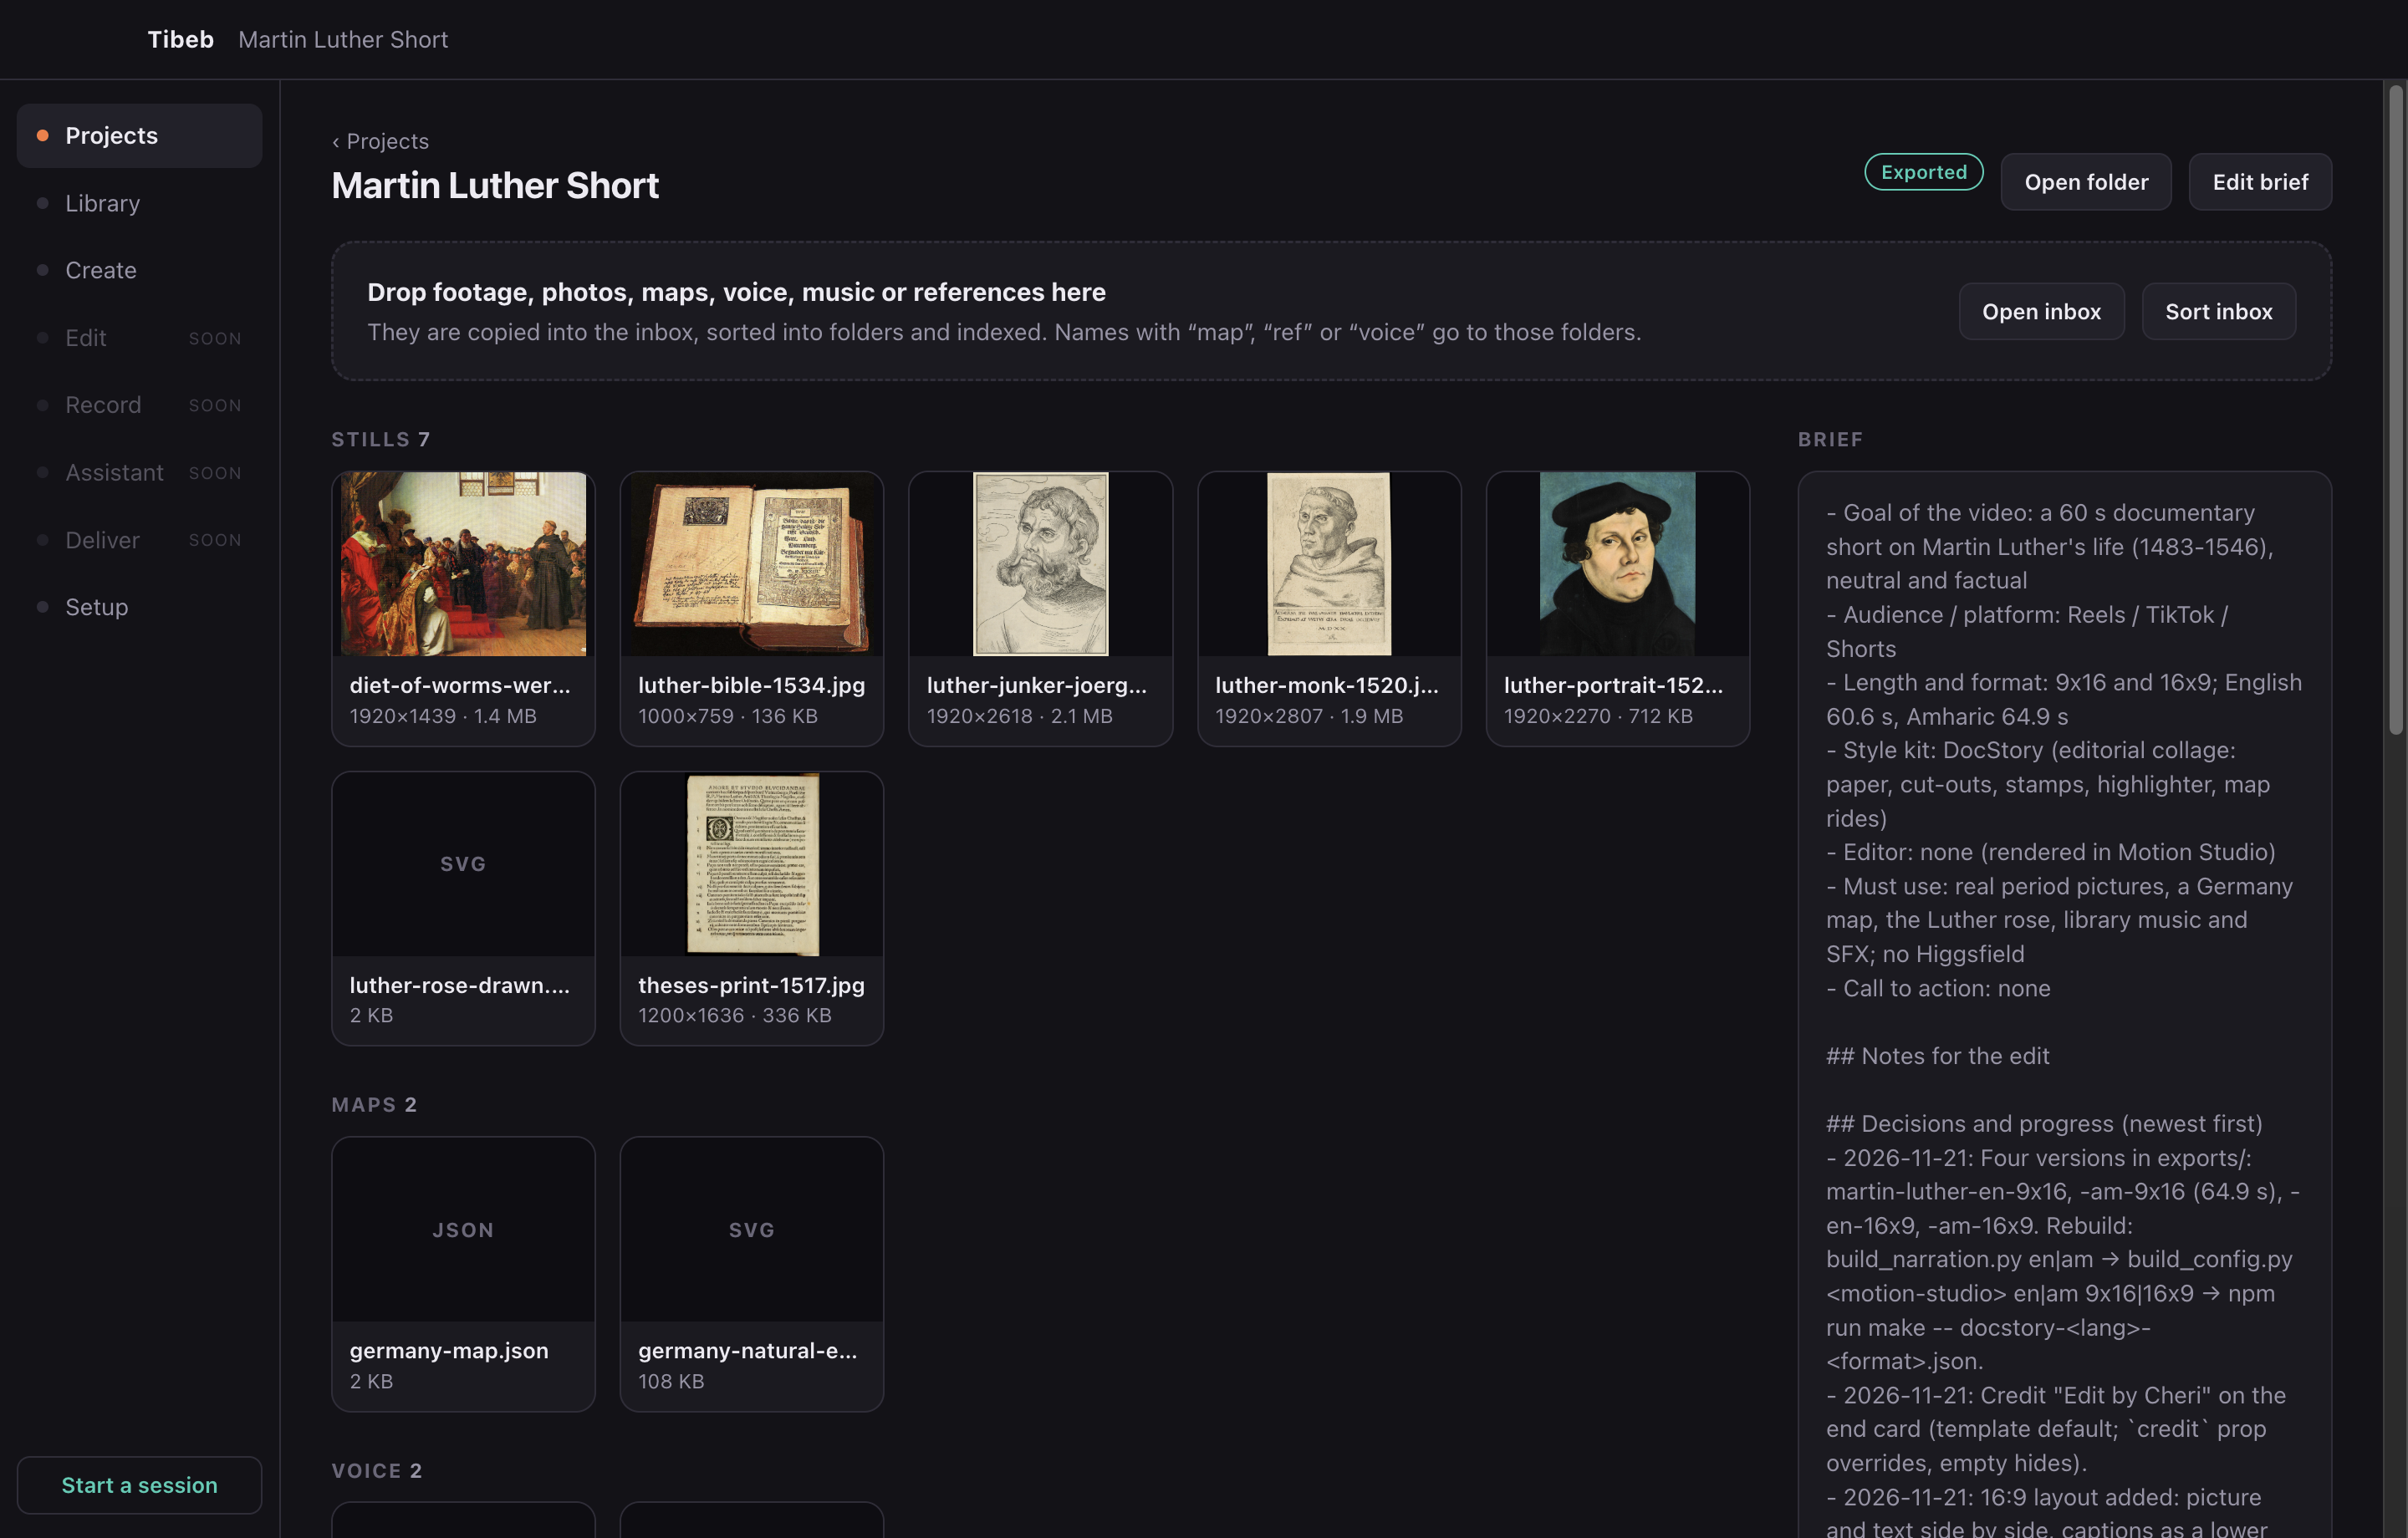 Tibeb Martin Luther Short
Projects
Library
Create
Edit SOON
Record SOON
Assistant SOON
Deliver SOON
Setup
Start a session
‹ Projects
Martin Luther Short
Exported
Open folder
Edit brief
Drop footage, photos, maps, voice, music or references here
They are copied into the inbox, sorted into folders and indexed. Names with “map”, “ref” or “voice” go to those folders.
Open inbox
Sort inbox
STILLS 7
diet-of-worms-wer...
1920×1439 · 1.4 MB
luther-bible-1534.jpg
1000×759 · 136 KB
luther-junker-joerg...
1920×2618 · 2.1 MB
luther-monk-1520.j...
1920×2807 · 1.9 MB
luther-portrait-152...
1920×2270 · 712 KB
SVG
luther-rose-drawn....
2 KB
theses-print-1517.jpg
1200×1636 · 336 KB
MAPS 2
JSON
germany-map.json
2 KB
SVG
germany-natural-e...
108 KB
VOICE 2
BRIEF
- Goal of the video: a 60 s documentary
short on Martin Luther's life (1483-1546),
neutral and factual
- Audience / platform: Reels / TikTok /
Shorts
- Length and format: 9x16 and 16x9; English
60.6 s, Amharic 64.9 s
- Style kit: DocStory (editorial collage:
paper, cut-outs, stamps, highlighter, map
rides)
- Editor: none (rendered in Motion Studio)
- Must use: real period pictures, a Germany
map, the Luther rose, library music and
SFX; no Higgsfield
- Call to action: none
## Notes for the edit
## Decisions and progress (newest first)
- 2026-11-21: Four versions in exports/:
martin-luther-en-9x16, -am-9x16 (64.9 s), -
en-16x9, -am-16x9. Rebuild:
build_narration.py en|am → build_config.py
<motion-studio> en|am 9x16|16x9 → npm
run make -- docstory-<lang>-
<format>.json.
- 2026-11-21: Credit "Edit by Cheri" on the
end card (template default; `credit` prop
overrides, empty hides).
- 2026-11-21: 16:9 layout added: picture
and text side by side, captions as a lower